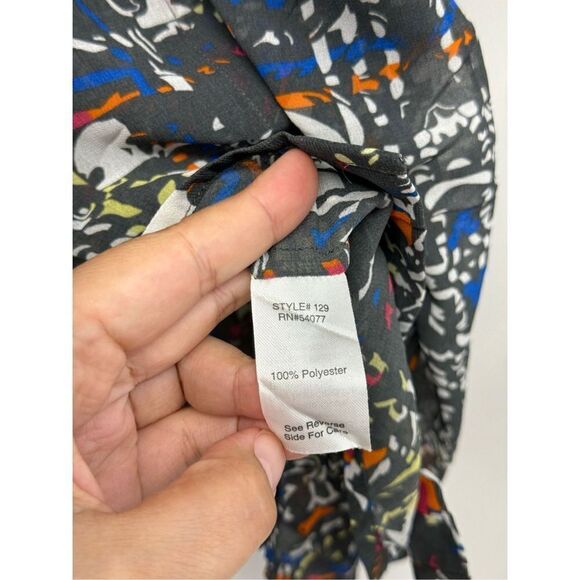 STYLE# 129
RN#54077
100% Polyester
See Reverse
Side For Care